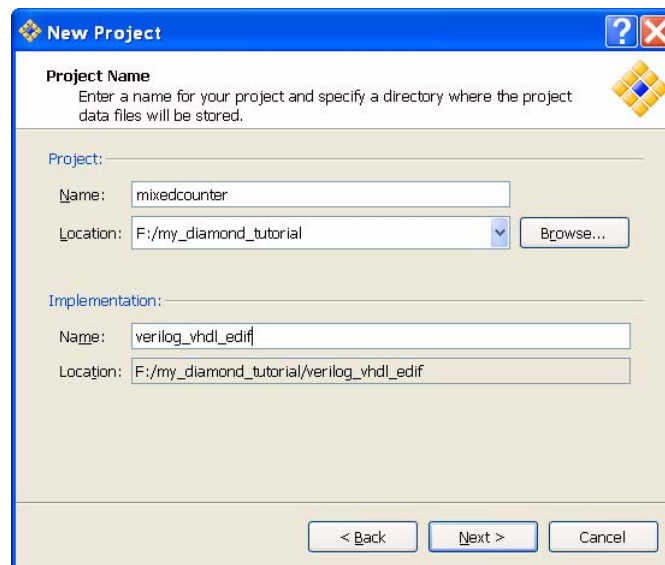 New Project
Project Name
Enter a name for your project and specify a directory where the project
data files will be stored.
Project:
Name: mixedcounter
Location: F:/my_diamond_tutorial Browse...
Implementation:
Name: verilog_vhdl_edif
Location: F:/my_diamond_tutorial/verilog_vhdl_edif
< Back Next > Cancel